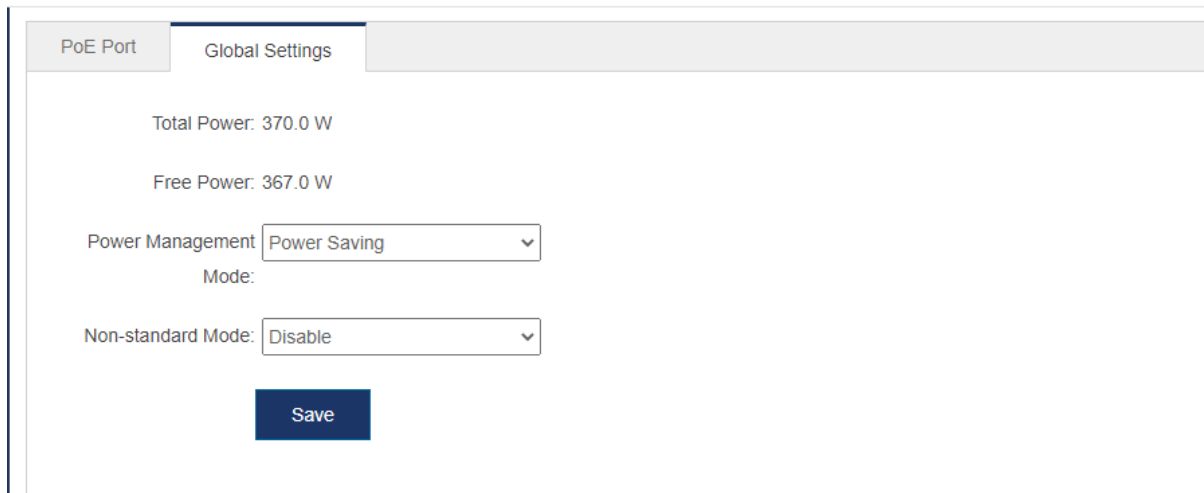 PoE Port
Global Settings
Total Power: 370.0 W
Free Power: 367.0 W
Power Management Mode:
Power Saving
Non-standard Mode: Disable
Save